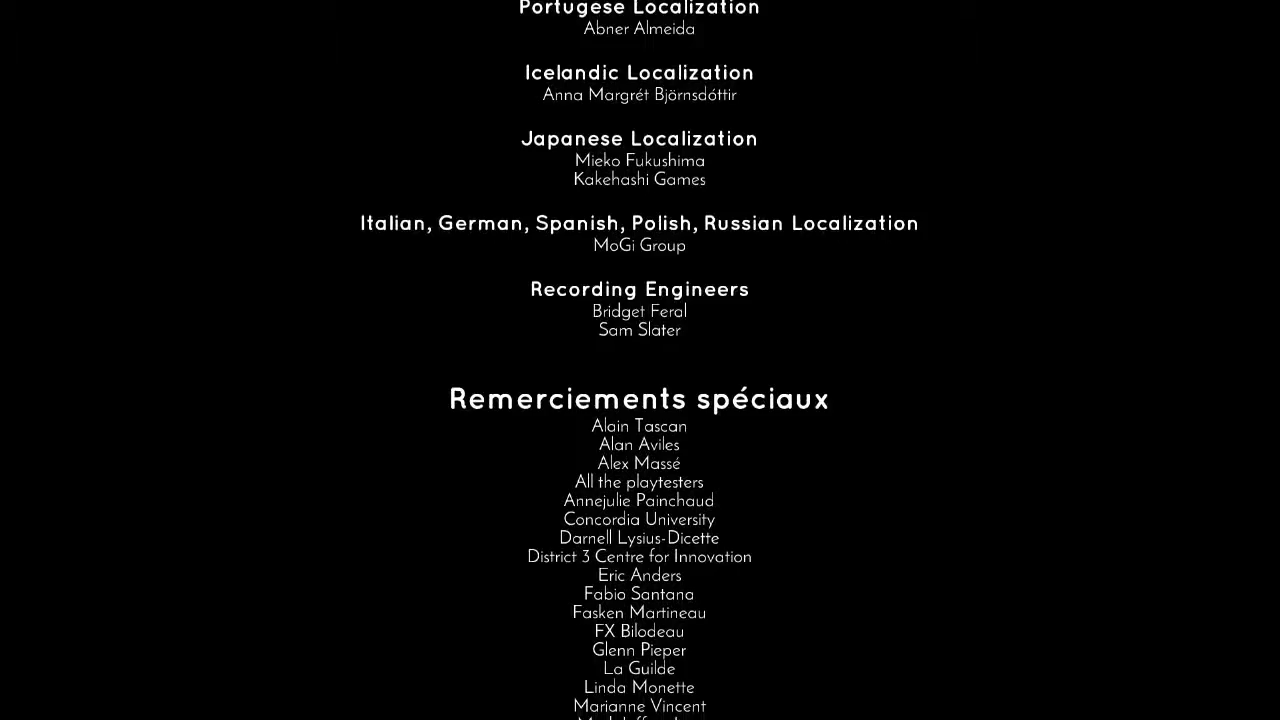 Portugese Localization
Abner Almeida
Icelandic Localization
Anna Margrét Björnsdóttir
Japanese Localization
Mieko Fukushima
Kakehashi Games
Italian, German, Spanish, Polish, Russian Localization
MoGi Group
Recording Engineers
Bridget Feral
Sam Slater
Remerciements spéciaux
Alain Tascan
Alan Aviles
Alex Massé
All the playtesters
Annejulie Painchaud
Concordia University
Darnell Lysius-Dicette
District 3 Centre for Innovation
Eric Anders
Fabio Santana
Fasken Martineau
FX Bilodeau
Glenn Pieper
La Guilde
Linda Monette
Marianne Vincent